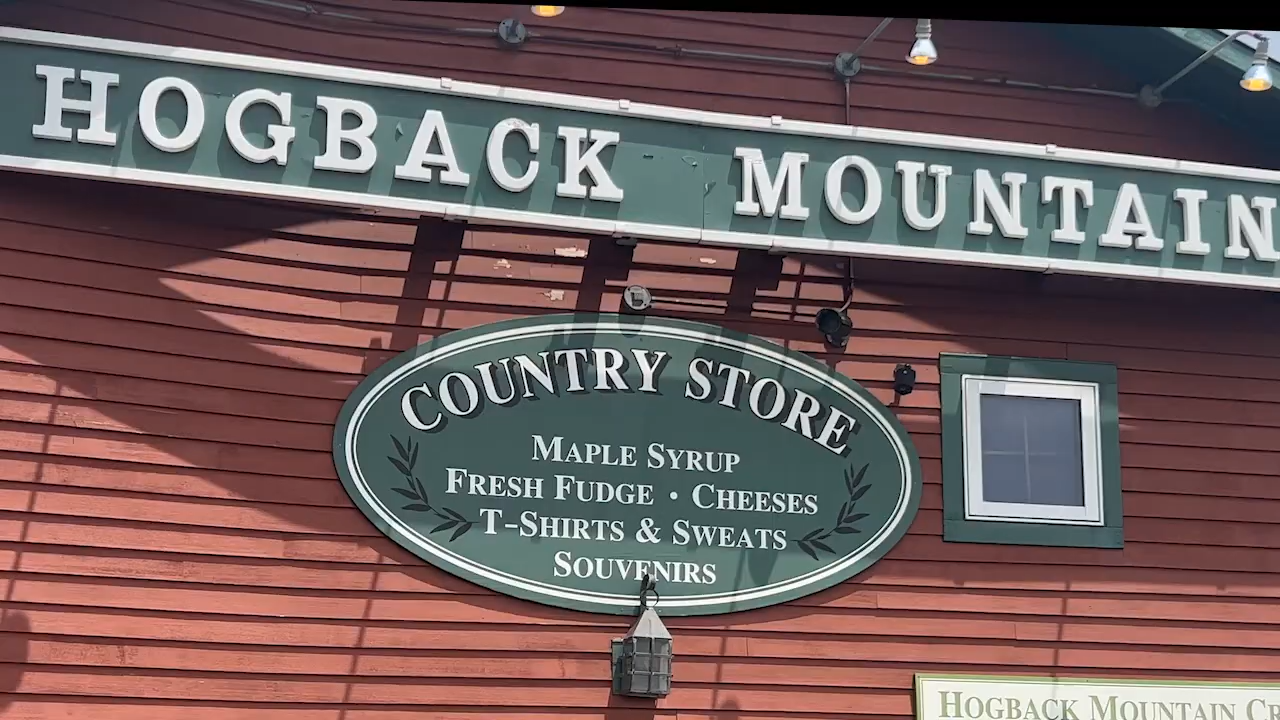 HOGBACK MOUNTAIN
COUNTRY STORE
MAPLE SYRUP
FRESH FUDGE • CHEESES
T-SHIRTS & SWEATS
SOUVENIRS
HOGBACK MOUNTAIN